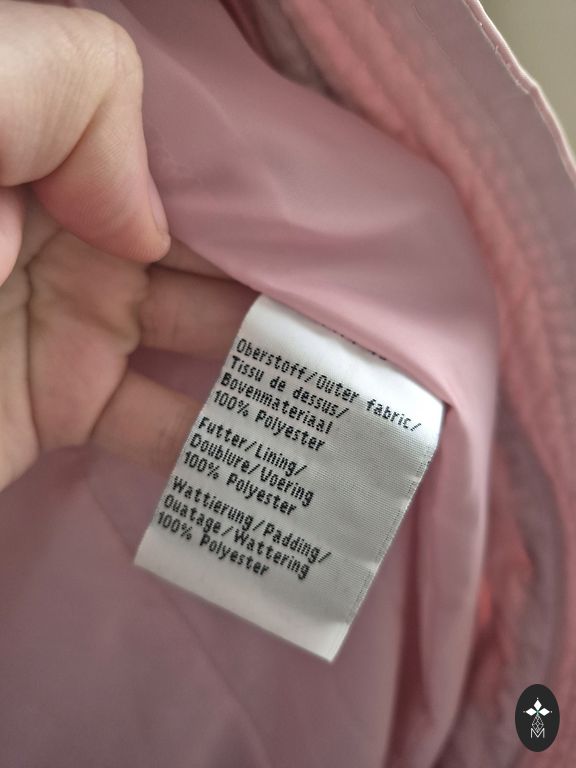 Oberstoff/Outer fabric/
Tissu de dessus/
Bovenmateriaal
100% Polyester
Futter/Lining/
Doublure/Voering
100% Polyester
Wattierung/Padding/
Ouatage/Wattering
100% Polyester